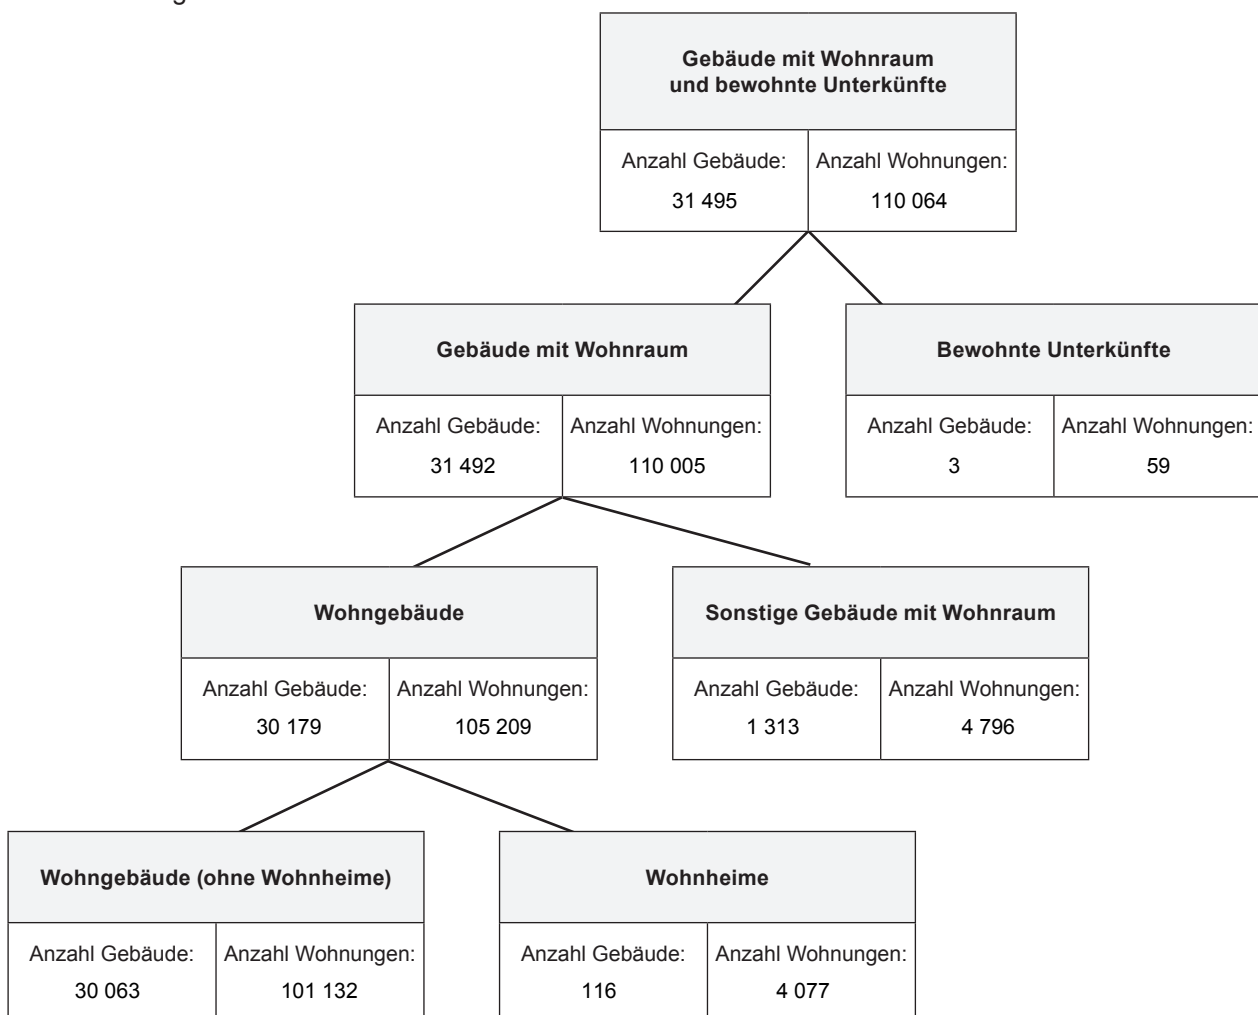 Gebäude mit Wohnraum
und bewohnte Unterkünfte
Anzahl Gebäude: Anzahl Wohnungen:
31 495 110 064
Gebäude mit Wohnraum
Anzahl Gebäude: Anzahl Wohnungen:
31 492 110 005
Bewohnte Unterkünfte
Anzahl Gebäude: Anzahl Wohnungen:
3 59
Wohngebäude
Anzahl Gebäude: Anzahl Wohnungen:
30 179 105 209
Sonstige Gebäude mit Wohnraum
Anzahl Gebäude: Anzahl Wohnungen:
1 313 4 796
Wohngebäude (ohne Wohnheime)
Anzahl Gebäude: Anzahl Wohnungen:
30 063 101 132
Wohnheime
Anzahl Gebäude: Anzahl Wohnungen:
116 4 077